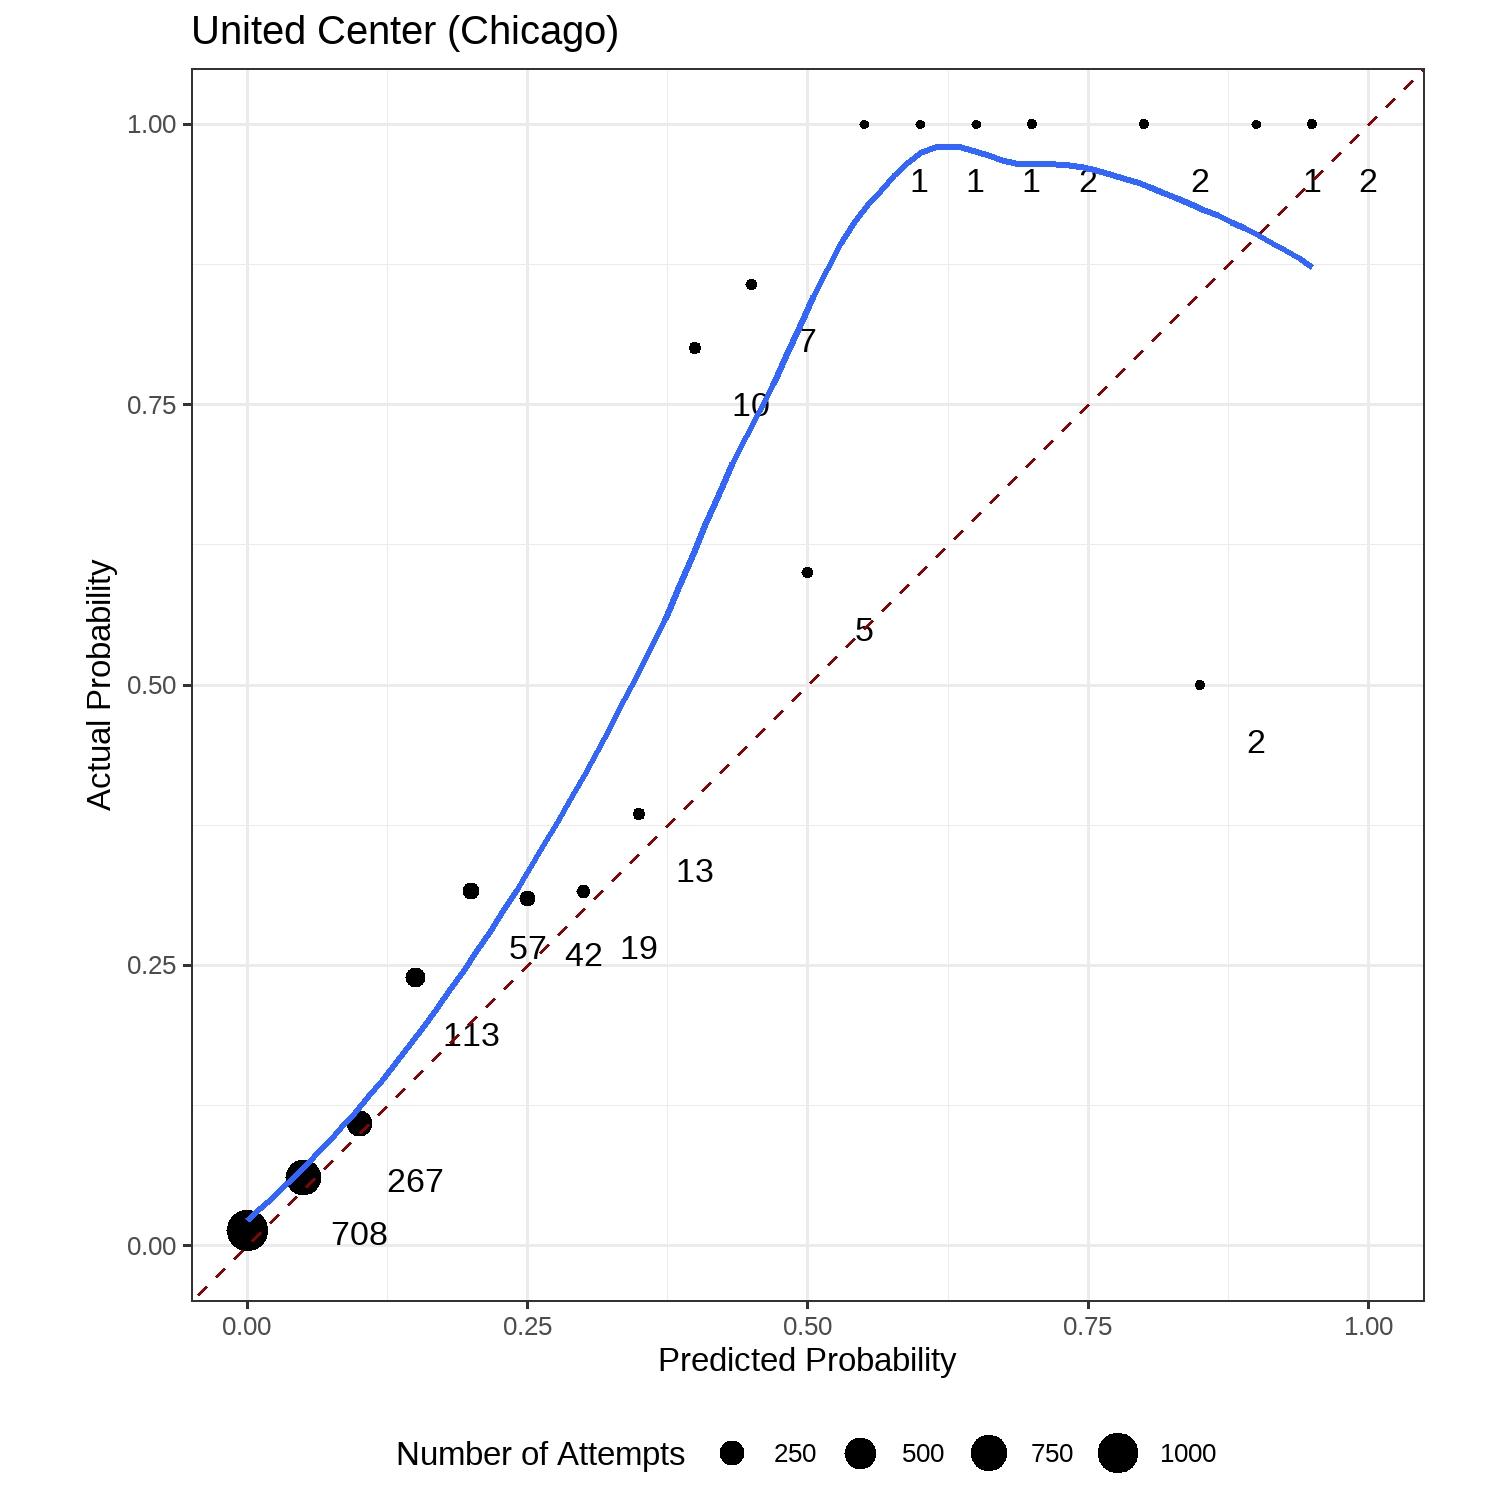 United Center (Chicago)
1.00
1 1 1 2 2 1 2
7
10
0.75
5
0.50
2
13
57 42 19
0.25
113
267
708
0.00
0.00 0.25 0.50 0.75 1.00
Actual Probability
Predicted Probability
Number of Attempts 250 500 750 1000